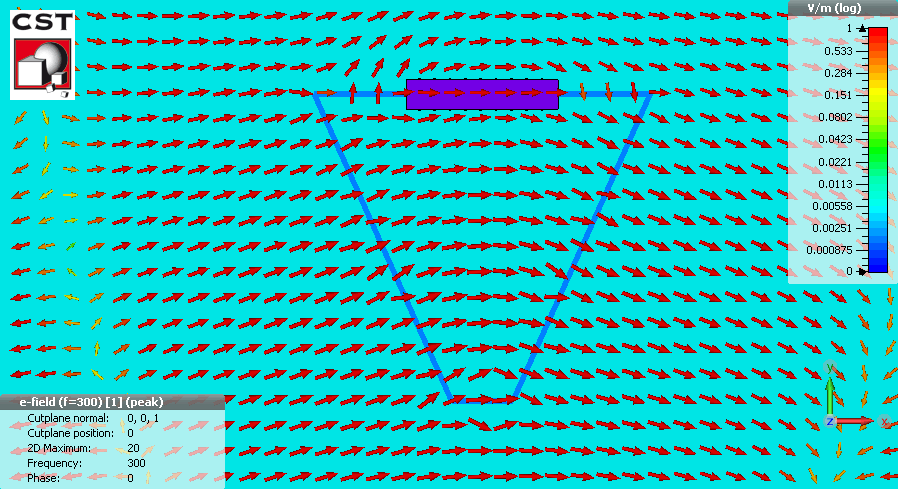 CST
V/m (log)
1
0.533
0.284
0.151
0.0802
0.0423
0.0221
0.0113
0.00558
0.00251
0.000875
0
y
z
x
e-field (f=300) [1] (peak)
Cutplane normal: 0, 0, 1
Cutplane position: 0
2D Maximum: 20
Frequency: 300
Phase: 0